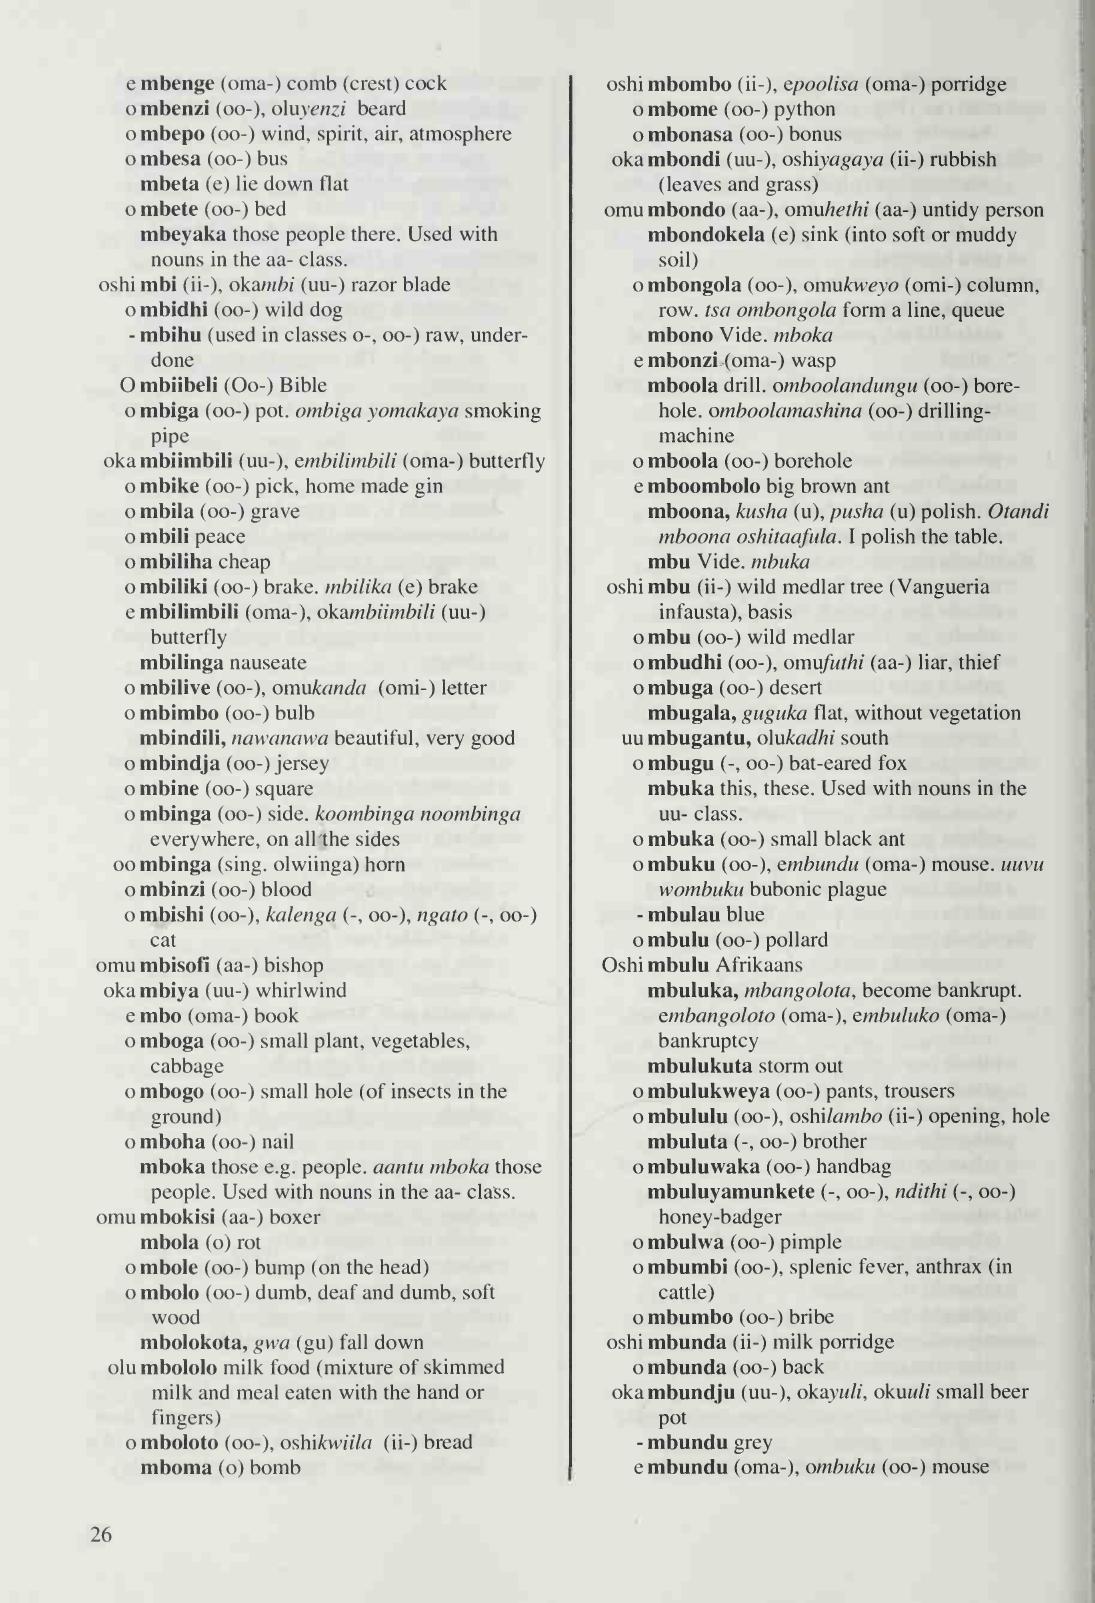 e mbenge (oma-) comb (crest) cock
o mbenzi (oo-), oluyenzi beard
o mbepo (oo-) wind, spirit, air, atmosphere
o mbesa (oo-) bus
mbeta (e) lie down flat
o mbete (oo-) bed
mbeyaka those people there. Used with
nouns in the aa- class.
oshi mbi (ii-), okambi (uu-) razor blade
o mbidhi (oo-) wild dog
- mbihu (used in classes o-, oo-) raw, under-
done
O mbiibeli (Oo-) Bible
o mbiga (oo-) pot. ombiga yomakaya smoking
pipe
oka mbiimbili (uu-), embilimbili (oma-) butterfly
o mbike (oo-) pick, home made gin
o mbila (oo-) grave
o mbili peace
o mbiliha cheap
o mbiliki (oo-) brake. mbilika (e) brake
e mbilimbili (oma-), okambiimbili (uu-)
butterfly
mbilinga nauseate
o mbilive (oo-), omukanda (omi-) letter
o mbimbo (oo-) bulb
mbindili, nawanawa beautiful, very good
o mbindja (oo-) jersey
o mbine (oo-) square
o mbinga (oo-) side. koombinga noombinga
everywhere, on all the sides
oo mbinga (sing. olwiinga) horn
o mbinzi (oo-) blood
o mbishi (oo-), kalenga (-, oo-), ngato (-, oo-)
cat
omu mbisofi (aa-) bishop
oka mbiya (uu-) whirlwind
e mbo (oma-) book
o mboga (oo-) small plant, vegetables,
cabbage
o mbogo (oo-) small hole (of insects in the
ground)
o mboha (oo-) nail
mboka those e.g. people. aantu mboka those
people. Used with nouns in the aa- class.
omu mbokisi (aa-) boxer
mbola (o) rot
o mbole (oo-) bump (on the head)
o mbolo (oo-) dumb, deaf and dumb, soft
wood
mbolokota, gwa (gu) fall down
olu mbololo milk food (mixture of skimmed
milk and meal eaten with the hand or
fingers)
o mboloto (oo-), oshikwiila (ii-) bread
mboma (o) bomb
oshi mbombo (ii-), epoolisa (oma-) porridge
o mbome (oo-) python
o mbonasa (oo-) bonus
oka mbondi (uu-), oshiyagaya (ii-) rubbish
(leaves and grass)
omu mbondo (aa-), omuhethi (aa-) untidy person
mbondokela (e) sink (into soft or muddy
soil)
o mbongola (oo-), omukweyo (omi-) column,
row. tsa ombongola form a line, queue
mbono Vide. mboka
e mbonzi (oma-) wasp
mboola drill. omboolandungu (oo-) bore-
hole. omboolamashina (oo-) drilling-
machine
o mboola (oo-) borehole
e mboombolo big brown ant
mboona, kusha (u), pusha (u) polish. Otandi
mboona oshitaafula. I polish the table.
mbu Vide. mbuka
oshi mbu (ii-) wild medlar tree (Vangueria
infausta), basis
o mbu (oo-) wild medlar
o mbudhi (oo-), omufuthi (aa-) liar, thief
o mbuga (oo-) desert
mbugala, guguka flat, without vegetation
uu mbugantu, olukadhi south
o mbugu (-, oo-) bat-eared fox
mbuka this, these. Used with nouns in the
uu- class.
o mbuka (oo-) small black ant
o mbuku (oo-), embundu (oma-) mouse. uuvu
wombuku bubonic plague
- mbulau blue
o mbulu (oo-) pollard
Oshi mbulu Afrikaans
mbuluka, mbangolota, become bankrupt.
embangoloto (oma-), embuluko (oma-)
bankruptcy
mbulukuta storm out
o mbulukweya (oo-) pants, trousers
o mbululu (oo-), oshilambo (ii-) opening, hole
mbuluta (-, oo-) brother
o mbuluwaka (oo-) handbag
mbuluyamunkete (-, oo-), ndithi (-, oo-)
honey-badger
o mbulwa (oo-) pimple
o mbumbi (oo-), splenic fever, anthrax (in
cattle)
o mbumbo (oo-) bribe
oshi mbunda (ii-) milk porridge
o mbunda (oo-) back
oka mbundju (uu-), okayuli, okuuli small beer
pot
- mbundu grey
e mbundu (oma-), ombuku (oo-) mouse
26